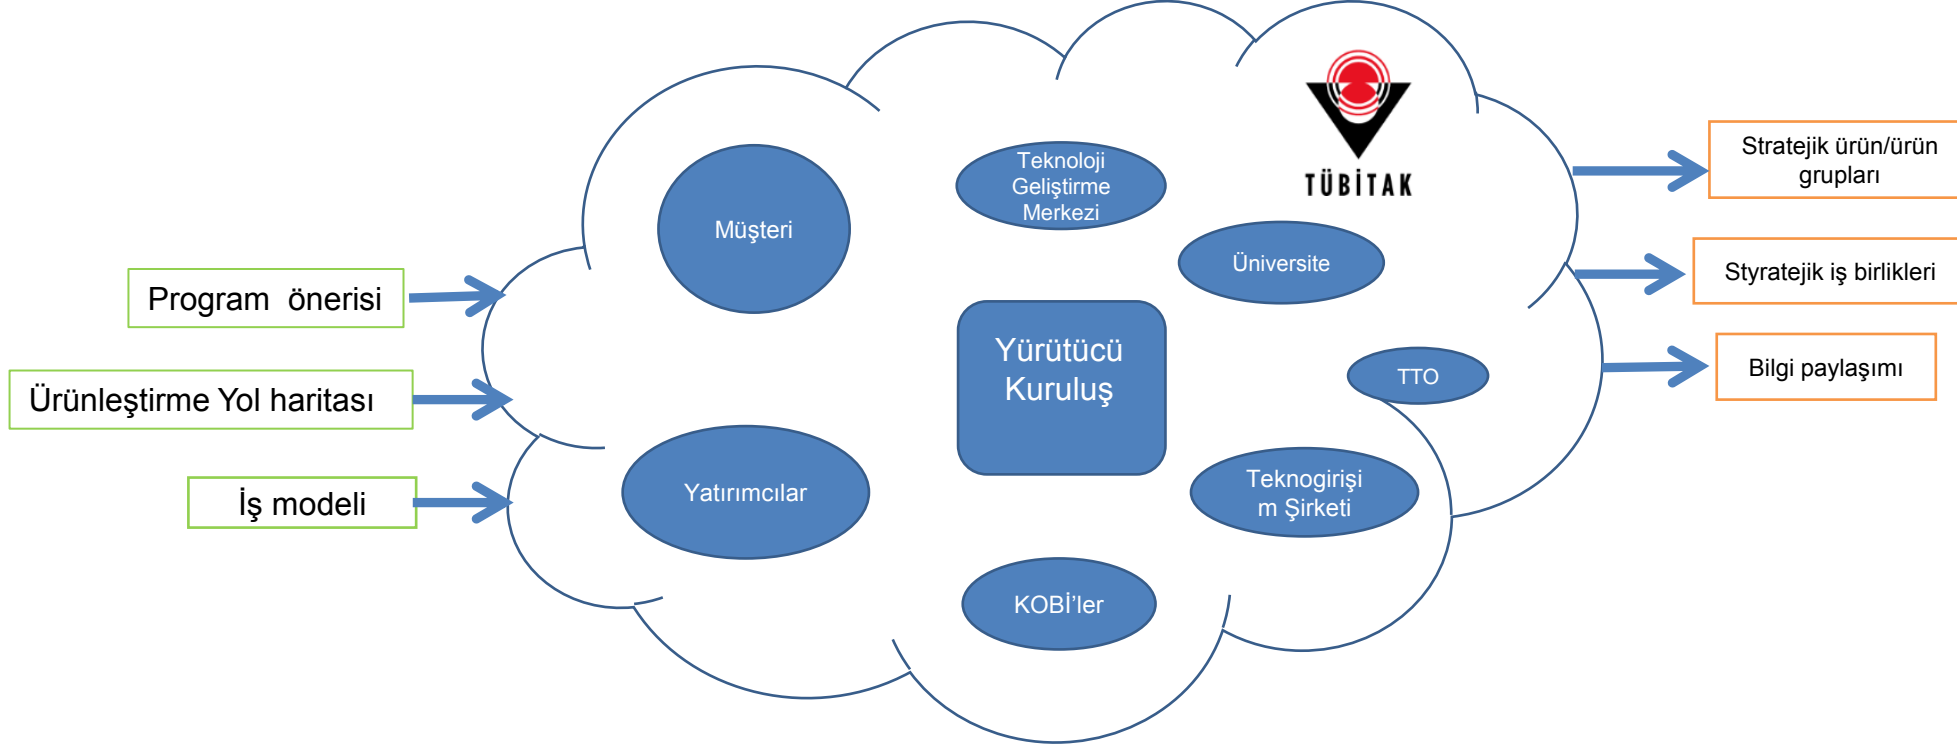 Program önerisi
Ürünleştirme Yol haritası
İş modeli
Müşteri
Yatırımcılar
Teknoloji
Geliştirme
Merkezi
Yürütücü
Kuruluş
KOBİ'ler
TÜBİTAK
Üniversite
TTO
Teknogirişi
m Şirketi
Stratejik ürün/ürün
grupları
Styratejik iş birlikleri
Bilgi paylaşımı